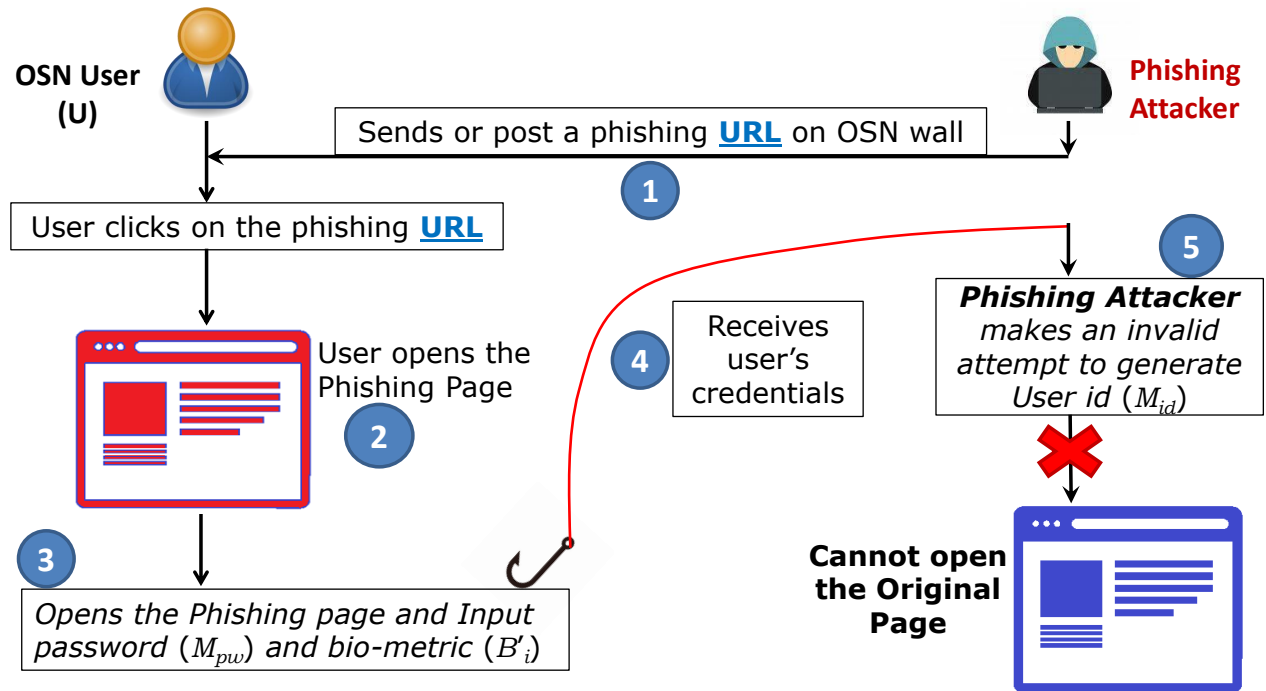 OSN User
(U)
Phishing
Attacker
Sends or post a phishing URL on OSN wall
1
User clicks on the phishing URL
User opens the
Phishing Page
2
3
Opens the Phishing page and Input
password (M_pw) and bio-metric (B'_i)
4
Receives
user's
credentials
5
Phishing Attacker
makes an invalid
attempt to generate
User id (M_id)
Cannot open
the Original
Page